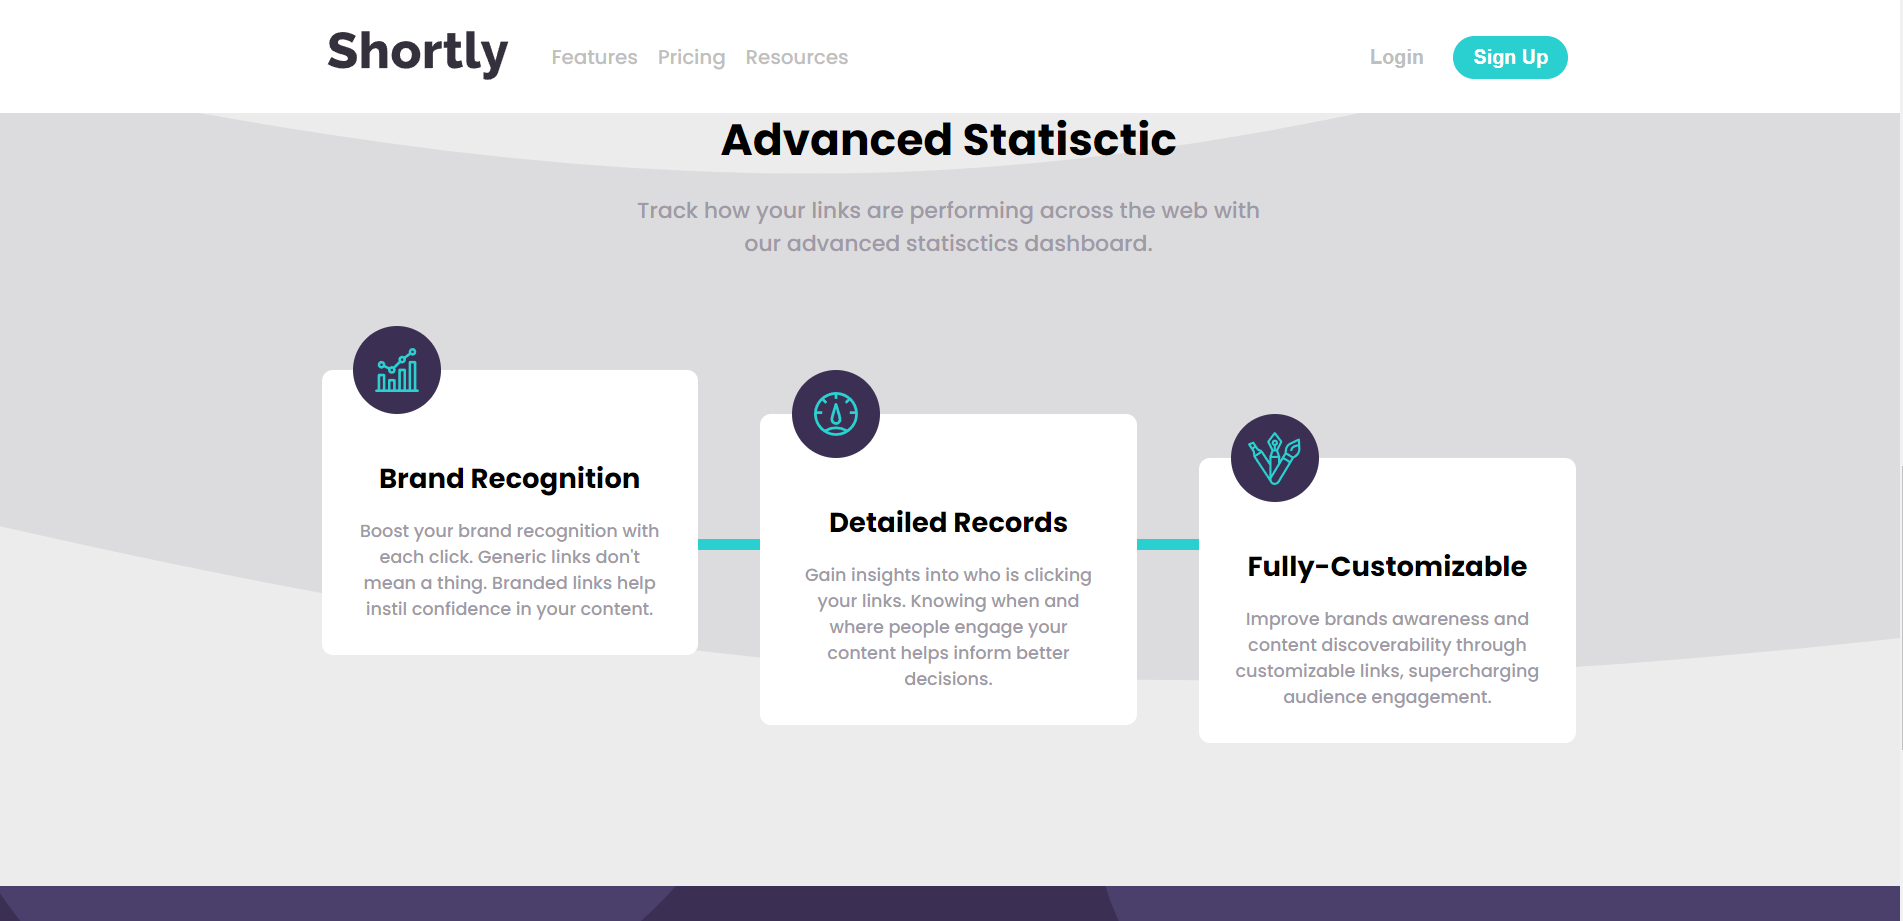 Shortly
Features Pricing Resources
Login
Sign Up
Advanced Statisctic
Track how your links are performing across the web with
our advanced statisctics dashboard.
Brand Recognition
Boost your brand recognition with
each click. Generic links don't
mean a thing. Branded links help
instil confidence in your content.
Detailed Records
Gain insights into who is clicking
your links. Knowing when and
where people engage your
content helps inform better
decisions.
Fully-Customizable
Improve brands awareness and
content discoverability through
customizable links, supercharging
audience engagement.